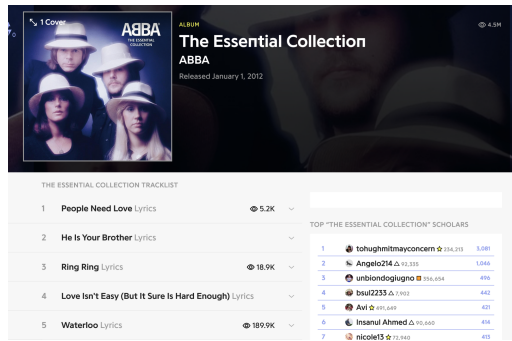 1 Cover
ABBA
THE ESSENTIAL
COLLECTION
ALBUM
4.5M
The Essential Collection
ABBA
Released January 1, 2012
THE ESSENTIAL COLLECTION TRACKLIST
1 People Need Love Lyrics 5.2K
2 He Is Your Brother Lyrics
3 Ring Ring Lyrics 18.9K
4 Love Isn't Easy (But It Sure Is Hard Enough) Lyrics
5 Waterloo Lyrics 189.9K
TOP "THE ESSENTIAL COLLECTION" SCHOLARS
1 tohughmitmayconcern 234,213 3,081
2 Angelo214 92,335 1,046
3 unbiondogiugno 356,654 496
4 bsul2233 7,902 442
5 Avi 491,649 421
6 Insanul Ahmed 90,660 414
7 nicole13 72,940 413